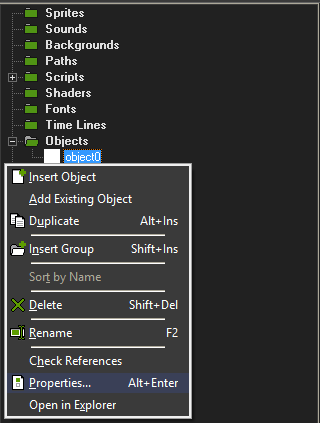 Sprites
Sounds
Backgrounds
Paths
Scripts
Shaders
Fonts
Time Lines
Objects
object0
Insert Object
Add Existing Object
Duplicate Alt+Ins
Insert Group Shift+Ins
Sort by Name
Delete Shift+Del
Rename F2
Check References
Properties... Alt+Enter
Open in Explorer